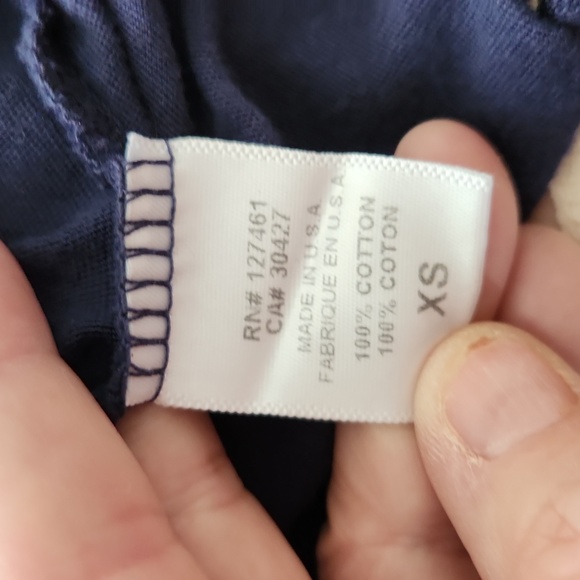 RN# 127461
CA# 30427
MADE IN U.S.A
FABRIQUE EN U.S.A
100% COTTON
100% COTON
XS